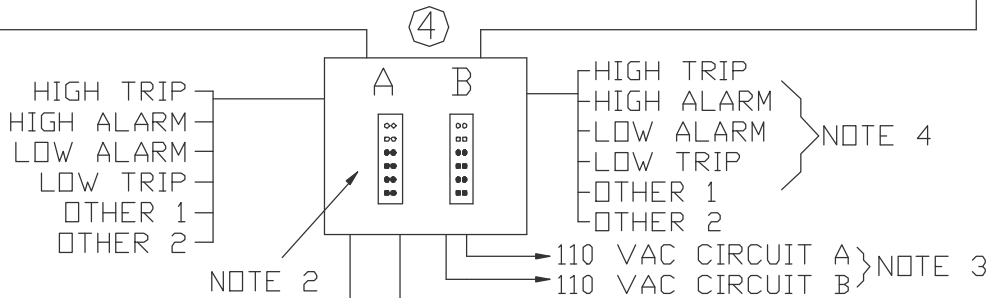 4
A B
HIGH TRIP
HIGH ALARM
LOW ALARM
LOW TRIP
OTHER 1
OTHER 2
HIGH TRIP
HIGH ALARM
LOW ALARM
LOW TRIP
OTHER 1
OTHER 2
NOTE 4
NOTE 2
110 VAC CIRCUIT A
110 VAC CIRCUIT B
NOTE 3